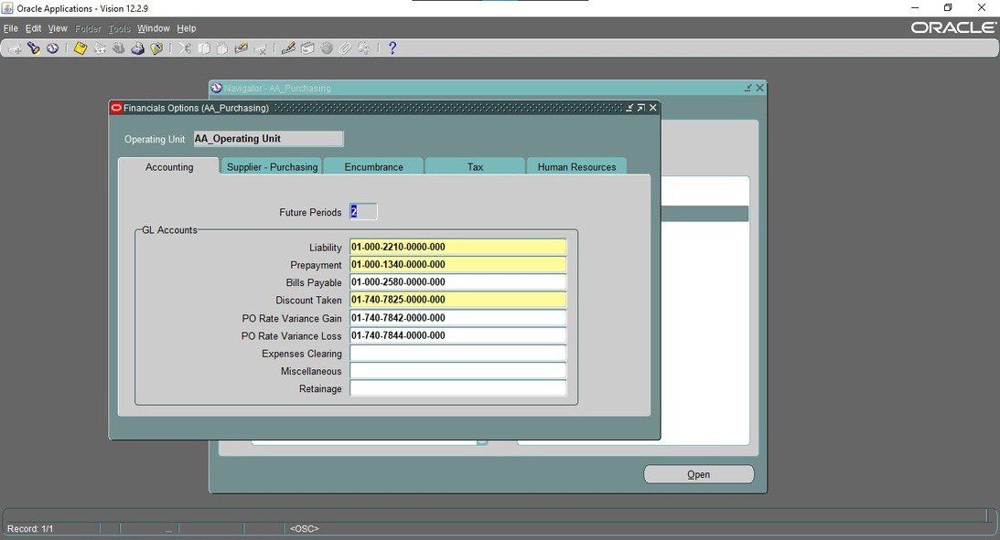 Oracle Applications - Vision 12.2.9
File Edit View Folder Tools Window Help
ORACLE
Navigator - AA_Purchasing
Financials Options (AA_Purchasing)
Operating Unit AA_Operating Unit
Accounting Supplier - Purchasing Encumbrance Tax Human Resources
Future Periods 2
GL Accounts
Liability 01-000-2210-0000-000
Prepayment 01-000-1340-0000-000
Bills Payable 01-000-2580-0000-000
Discount Taken 01-740-7825-0000-000
PO Rate Variance Gain 01-740-7842-0000-000
PO Rate Variance Loss 01-740-7844-0000-000
Expenses Clearing
Miscellaneous
Retainage
Open
Record: 1/1 ... <OSC>